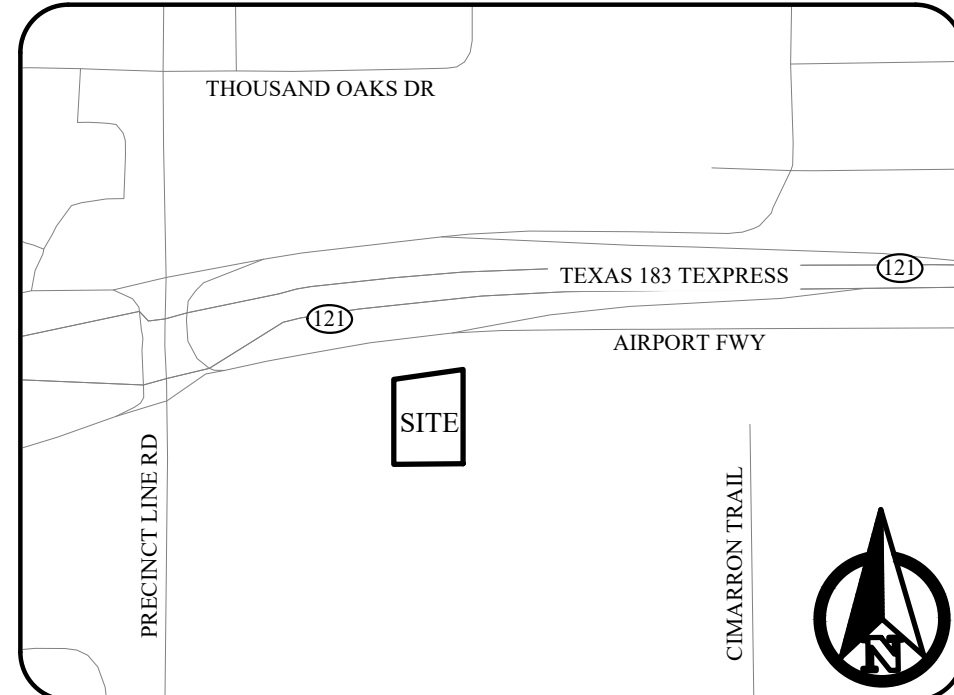 THOUSAND OAKS DR
TEXAS 183 TEXPRESS
121
121
AIRPORT FWY
SITE
PRECINCT LINE RD
CIMARRON TRAIL
N